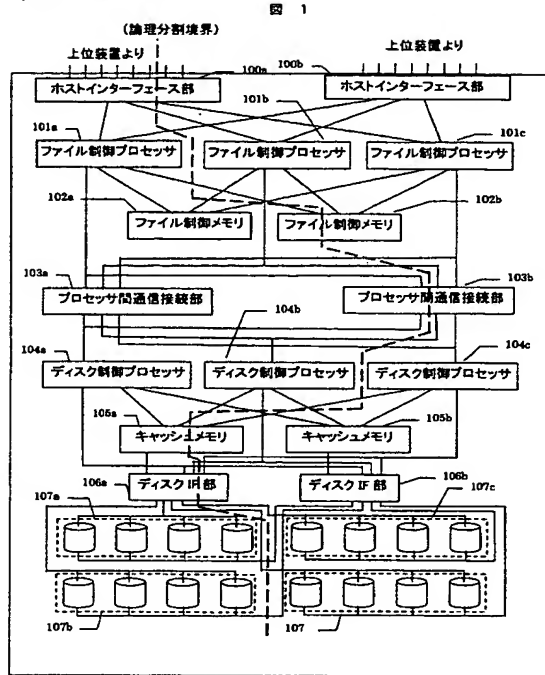 図 1
(論理分割境界)
上位装置より
上位装置より
100a
100b
ホストインターフェース部
ホストインターフェース部
101a
101b
101c
ファイル制御プロセッサ
ファイル制御プロセッサ
ファイル制御プロセッサ
102a
102b
ファイル制御メモリ
ファイル制御メモリ
103a
103b
プロセッサ間通信接続部
プロセッサ間通信接続部
104a
104b
104c
ディスク制御プロセッサ
ディスク制御プロセッサ
ディスク制御プロセッサ
105a
105b
キャッシュメモリ
キャッシュメモリ
106a
106b
ディスクIF部
ディスクIF部
107a
107c
107b
107